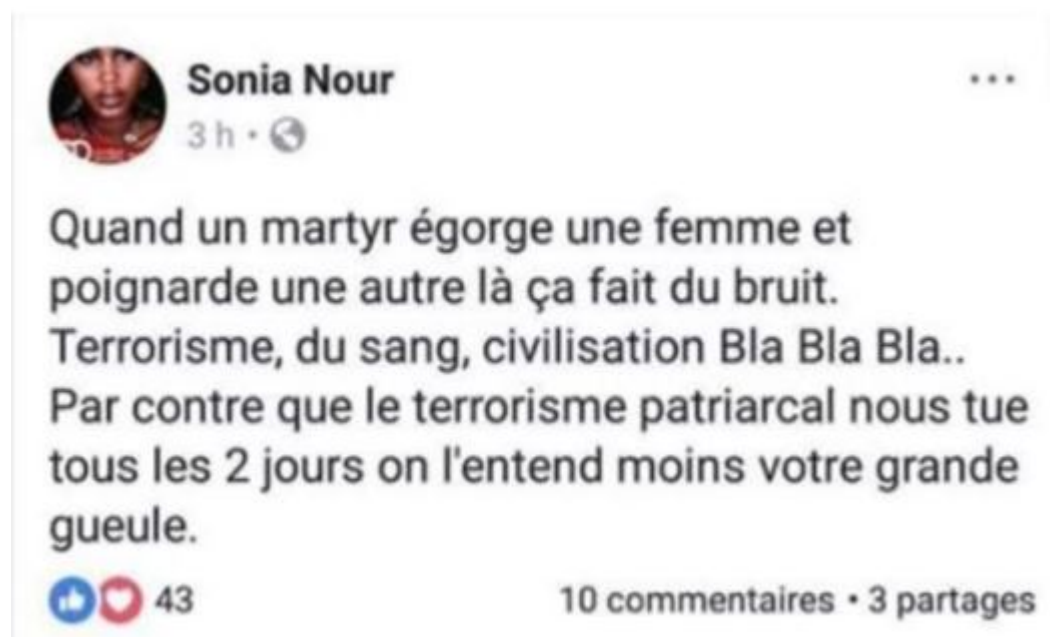 Sonia Nour
3 h ·
Quand un martyr égorge une femme et
poignarde une autre là ça fait du bruit.
Terrorisme, du sang, civilisation Bla Bla Bla..
Par contre que le terrorisme patriarcal nous tue
tous les 2 jours on l'entend moins votre grande
gueule.
43
10 commentaires • 3 partages